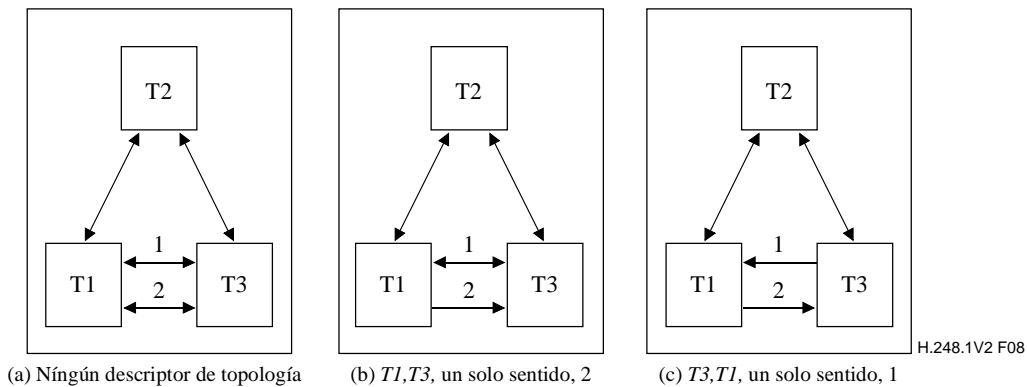 T2
1
T1
T3
2
(a) Níngún descriptor de topología
T2
1
T1
T3
2
(b) T1,T3, un solo sentido, 2
T2
1
T1
T3
2
(c) T3,T1, un solo sentido, 1
H.248.1V2 F08